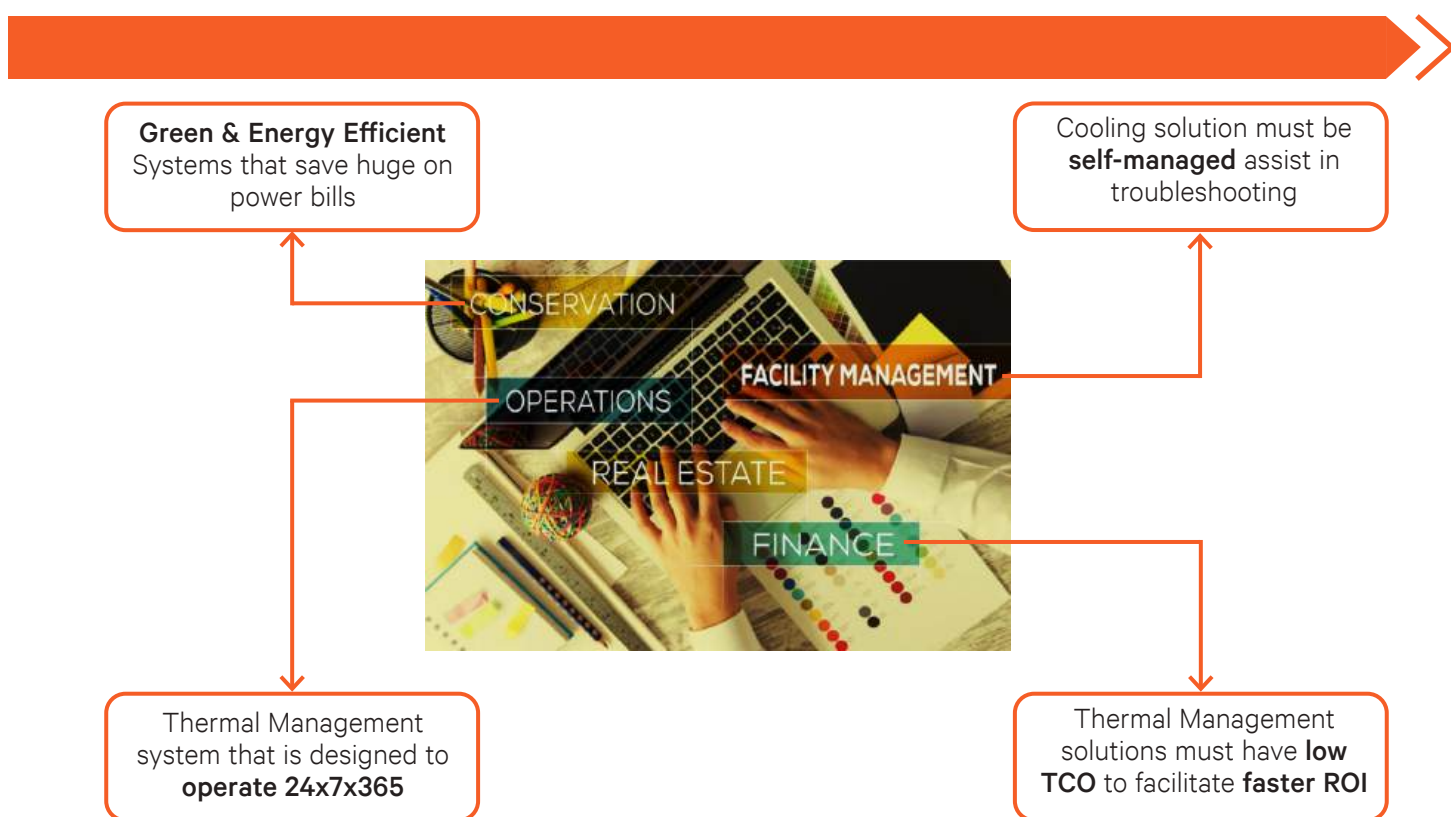 Green & Energy Efficient
Systems that save huge on
power bills
Cooling solution must be
self-managed assist in
troubleshooting
CONSERVATION
FACILITY MANAGEMENT
OPERATIONS
REAL ESTATE
FINANCE
Thermal Management
system that is designed to
operate 24x7x365
Thermal Management
solutions must have low
TCO to facilitate faster ROI